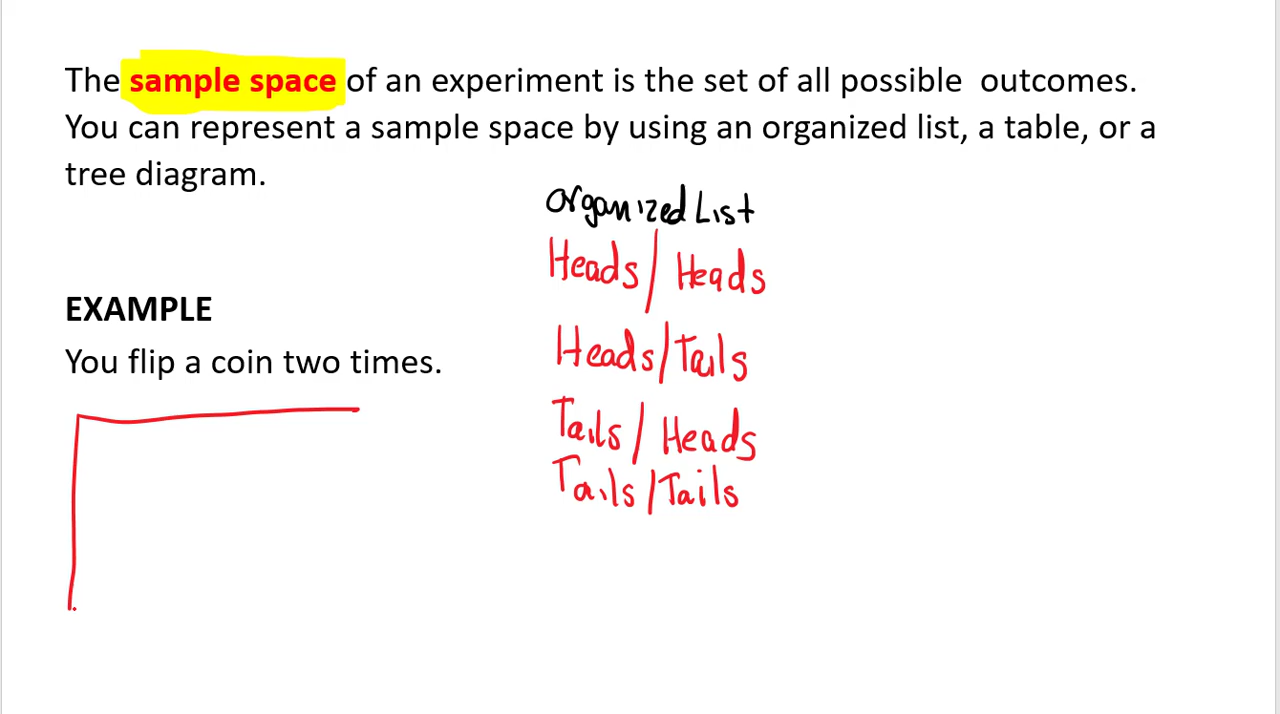 The sample space of an experiment is the set of all possible outcomes.
You can represent a sample space by using an organized list, a table, or a
tree diagram.
Organized List
Heads/ Heads
EXAMPLE
Heads/Tails
You flip a coin two times.
Tails/ Heads
Tails/Tails